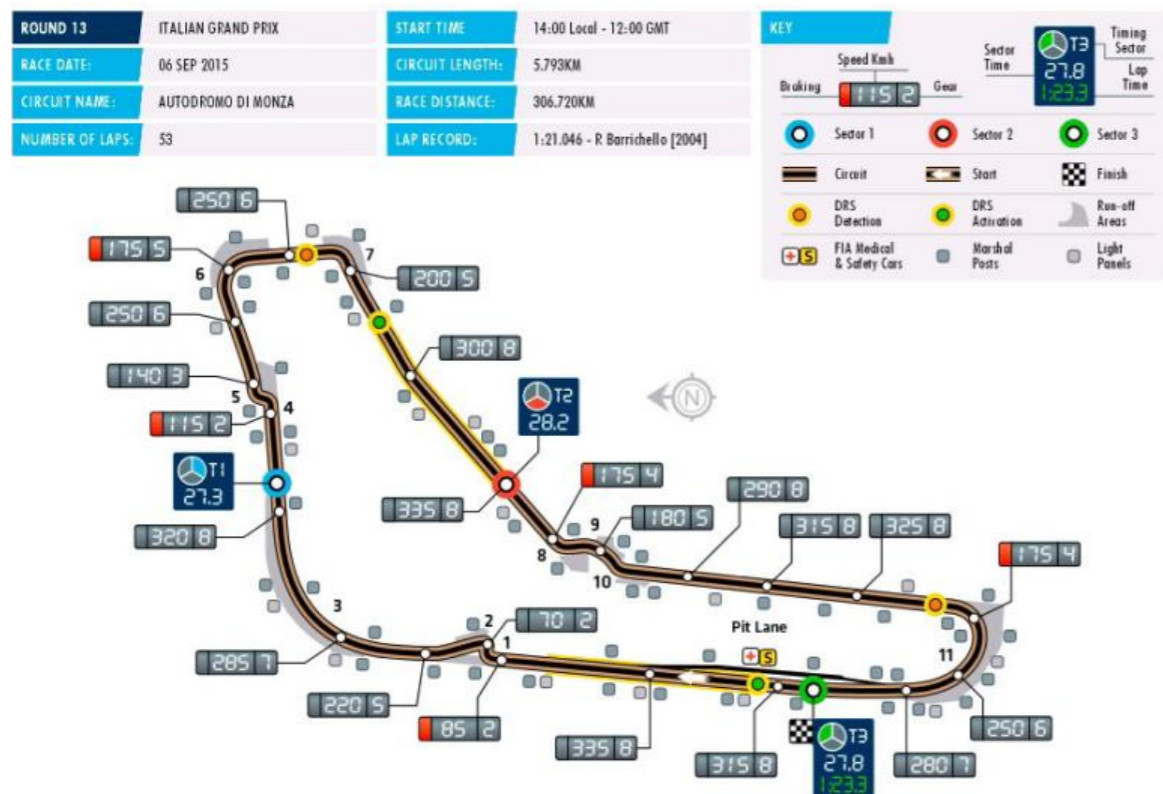 ROUND 13 ITALIAN GRAND PRIX
START TIME 14:00 Local - 12:00 GMT
RACE DATE: 06 SEP 2015
CIRCUIT LENGTH: 5.793KM
CIRCUIT NAME: AUTODROMO DI MONZA
RACE DISTANCE: 306.720KM
NUMBER OF LAPS: 53
LAP RECORD: 1:21.046 - R Barrichello [2004]
KEY
Speed Kmh
Braking 115 2 Gear
Sector Time
T3
27.8
1:23.3
Timing Sector
Lap Time
Sector 1
Sector 2
Sector 3
Circuit
Start
Finish
DRS Detection
DRS Activation
Run-off Areas
S
FIA Medical & Safety Cars
Marshal Posts
Light Panels
250 6
175 5
6
7
200 5
250 6
300 8
140 3
5
4
115 2
N
T2
28.2
T1
27.3
335 8
175 4
290 8
320 8
9
180 5
315 8
325 8
8
10
175 4
3
2
70 2
1
Pit Lane
S
11
285 7
220 5
85 2
335 8
315 8
T3
27.8
1:23.3
280 7
250 6